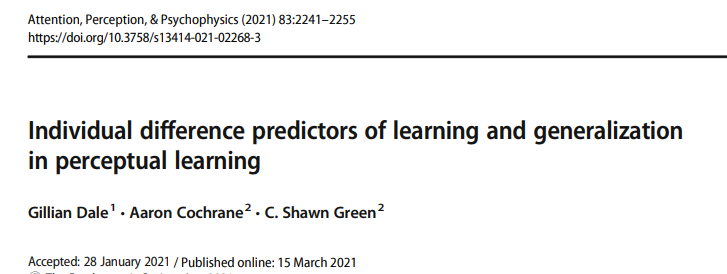 Attention, Perception, & Psychophysics (2021) 83:2241–2255
https://doi.org/10.3758/s13414-021-02268-3
Individual difference predictors of learning and generalization
in perceptual learning
Gillian Dale1 · Aaron Cochrane2 · C. Shawn Green2
Accepted: 28 January 2021 / Published online: 15 March 2021